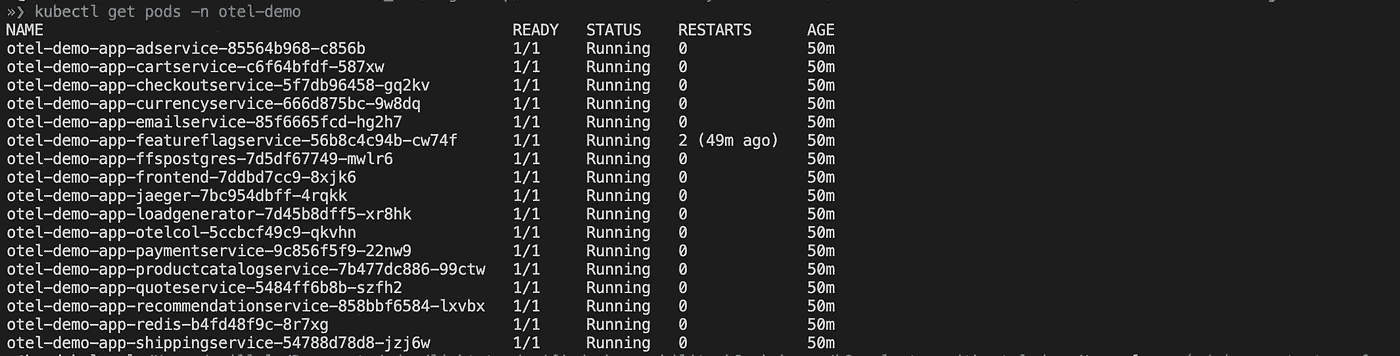 »❯ kubectl get pods -n otel-demo
NAME READY STATUS RESTARTS AGE
otel-demo-app-adservice-85564b968-c856b 1/1 Running 0 50m
otel-demo-app-cartservice-c6f64bfdf-587xw 1/1 Running 0 50m
otel-demo-app-checkoutservice-5f7db96458-gq2kv 1/1 Running 0 50m
otel-demo-app-currencyservice-666d875bc-9w8dq 1/1 Running 0 50m
otel-demo-app-emailservice-85f6665fcd-hg2h7 1/1 Running 0 50m
otel-demo-app-featureflagservice-56b8c4c94b-cw74f 1/1 Running 2 (49m ago) 50m
otel-demo-app-ffspostgres-7d5df67749-mwlr6 1/1 Running 0 50m
otel-demo-app-frontend-7ddbd7cc9-8xjk6 1/1 Running 0 50m
otel-demo-app-jaeger-7bc954dbff-4rqkk 1/1 Running 0 50m
otel-demo-app-loadgenerator-7d45b8dff5-xr8hk 1/1 Running 0 50m
otel-demo-app-otelcol-5ccbcf49c9-qkvhn 1/1 Running 0 50m
otel-demo-app-paymentservice-9c856f5f9-22nw9 1/1 Running 0 50m
otel-demo-app-productcatalogservice-7b477dc886-99ctw 1/1 Running 0 50m
otel-demo-app-quoteservice-5484ff6b8b-szfh2 1/1 Running 0 50m
otel-demo-app-recommendationservice-858bbf6584-lxvbx 1/1 Running 0 50m
otel-demo-app-redis-b4fd48f9c-8r7xg 1/1 Running 0 50m
otel-demo-app-shippingservice-54788d78d8-jzj6w 1/1 Running 0 50m